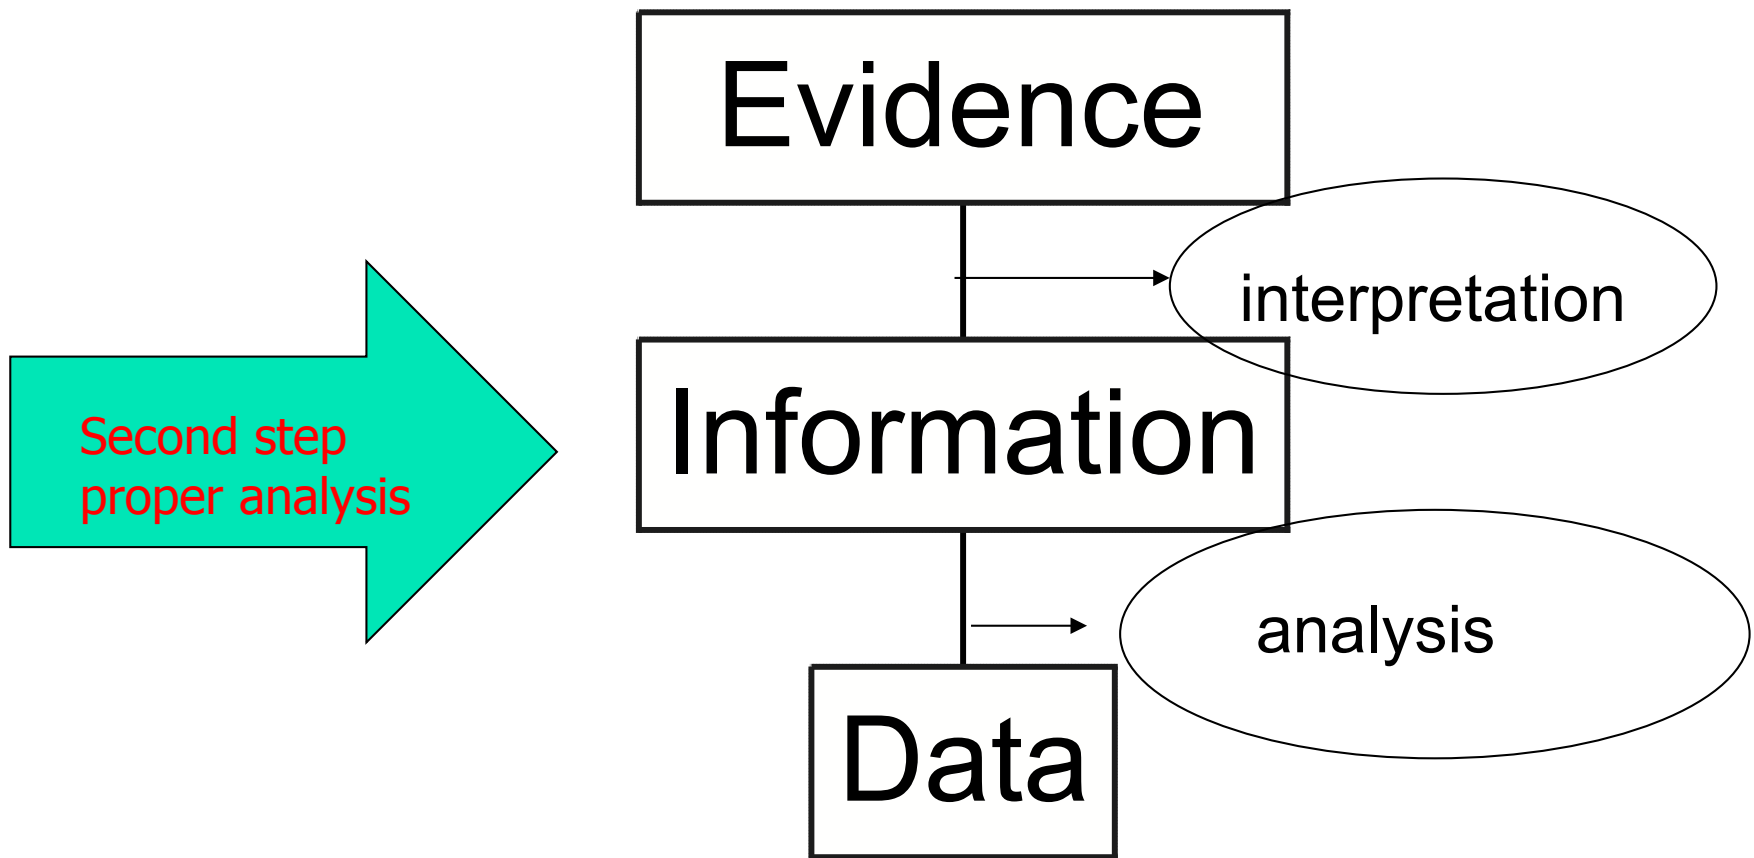 Evidence
interpretation
Second step
proper analysis
Information
analysis
Data